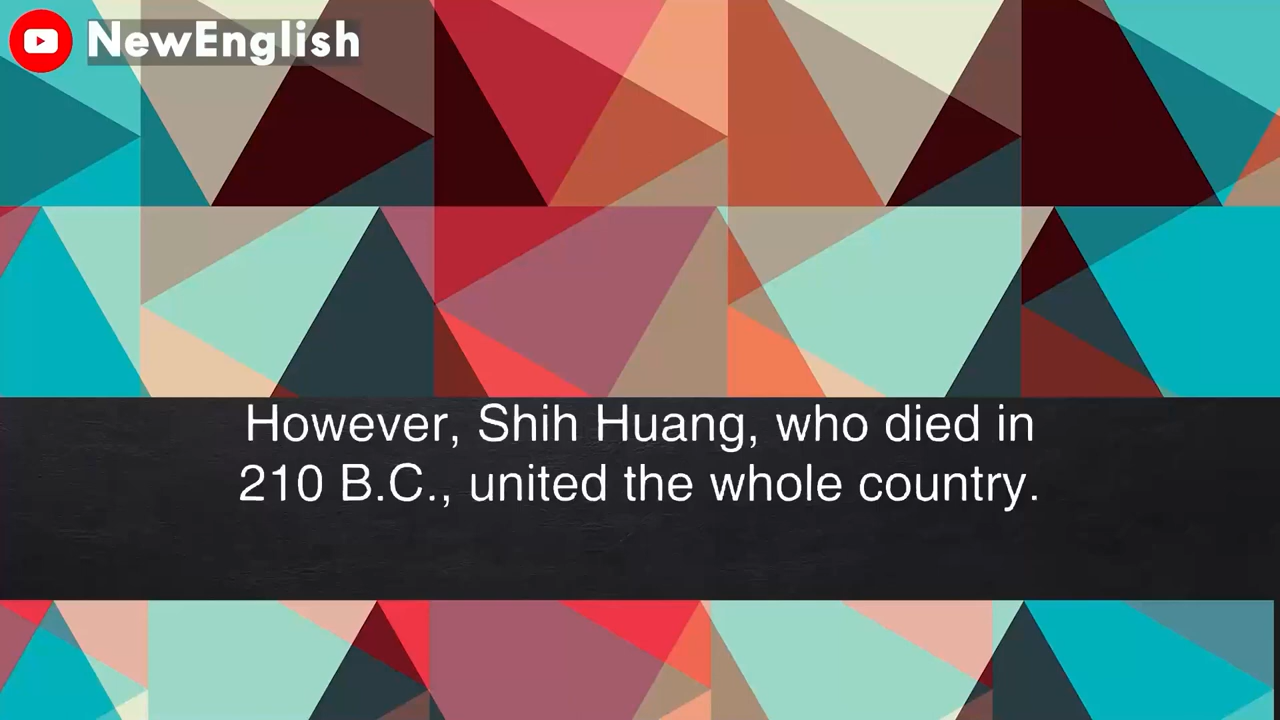 NewEnglish
However, Shih Huang, who died in
210 B.C., united the whole country.